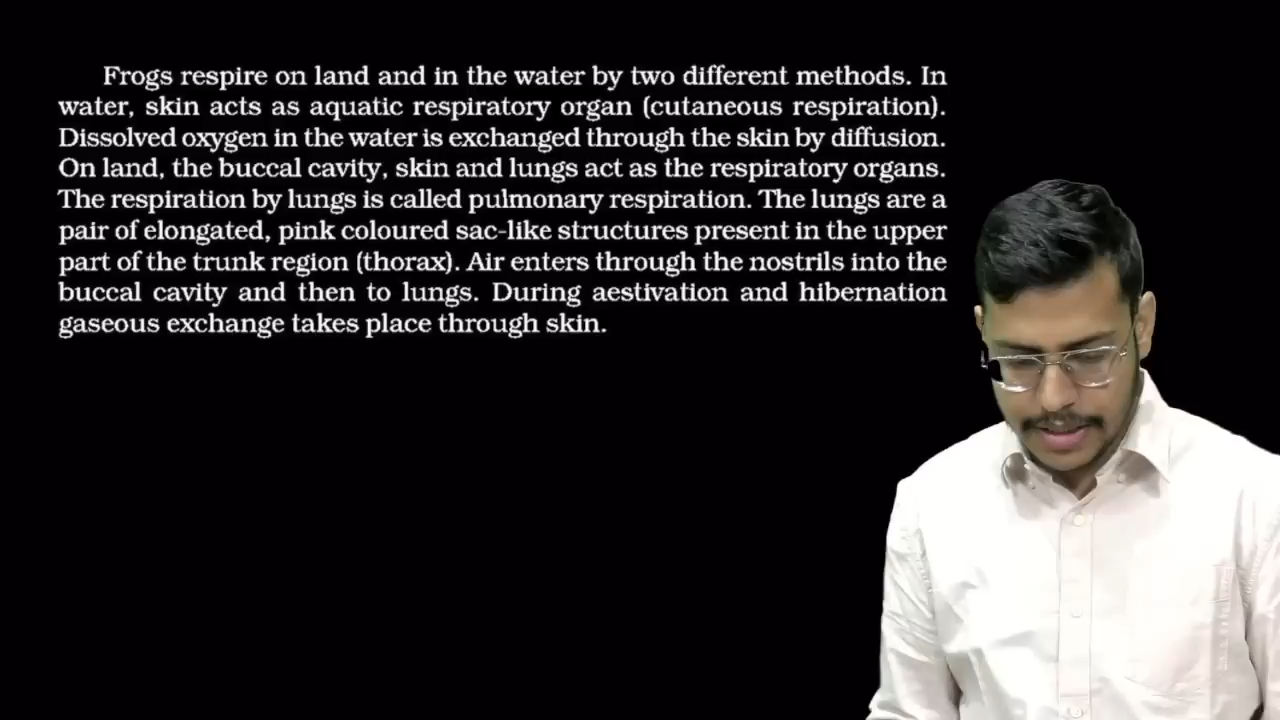 Frogs respire on land and in the water by two different methods. In
water, skin acts as aquatic respiratory organ (cutaneous respiration).
Dissolved oxygen in the water is exchanged through the skin by diffusion.
On land, the buccal cavity, skin and lungs act as the respiratory organs.
The respiration by lungs is called pulmonary respiration. The lungs are a
pair of elongated, pink coloured sac-like structures present in the upper
part of the trunk region (thorax). Air enters through the nostrils into the
buccal cavity and then to lungs. During aestivation and hibernation
gaseous exchange takes place through skin.